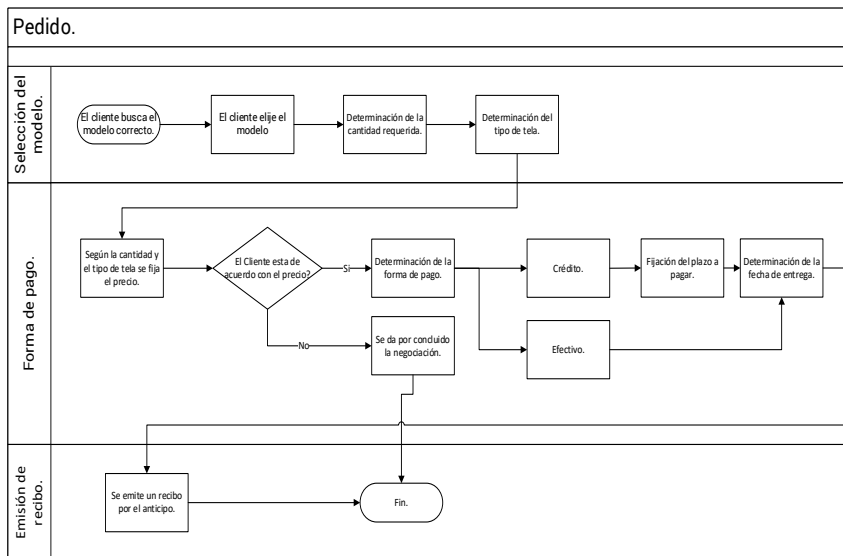 Pedido.
Selección del
modelo.
El cliente busca el
modelo correcto.
El cliente elije el
modelo
Determinación de la
cantidad requerida.
Determinación del
tipo de tela.
Forma de pago.
Según la cantidad y
el tipo de tela se fija
el precio.
El Cliente esta de
acuerdo con el precio?
Si
Determinación de la
forma de pago.
Crédito.
Fijación del plazo a
pagar.
Determinación de la
fecha de entrega.
No
Se da por concluido
la negociación.
Efectivo.
Emisión de
recibo.
Se emite un recibo
por el anticipo.
Fin.